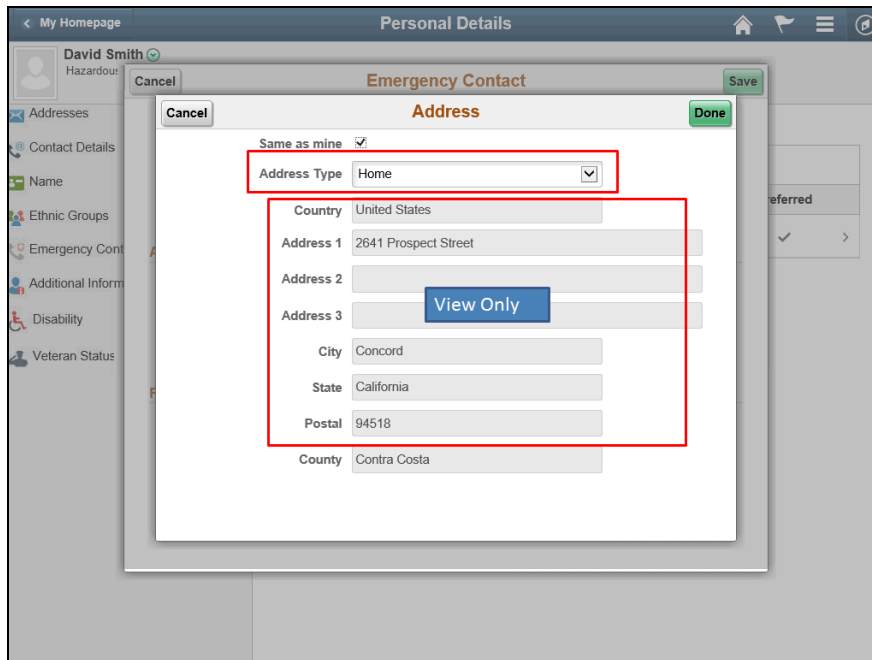 My Homepage
Personal Details
David Smith
Hazardou
Cancel
Emergency Contact
Save
Cancel
Address
Done
Addresses
Contact Details
Name
Ethnic Groups
Emergency Cont
Additional Inform
Disability
Veteran Status
Same as mine
Address Type Home
Country United States
Address 1 2641 Prospect Street
Address 2
View Only
Address 3
City Concord
State California
Postal 94518
County Contra Costa
eferred
A
F